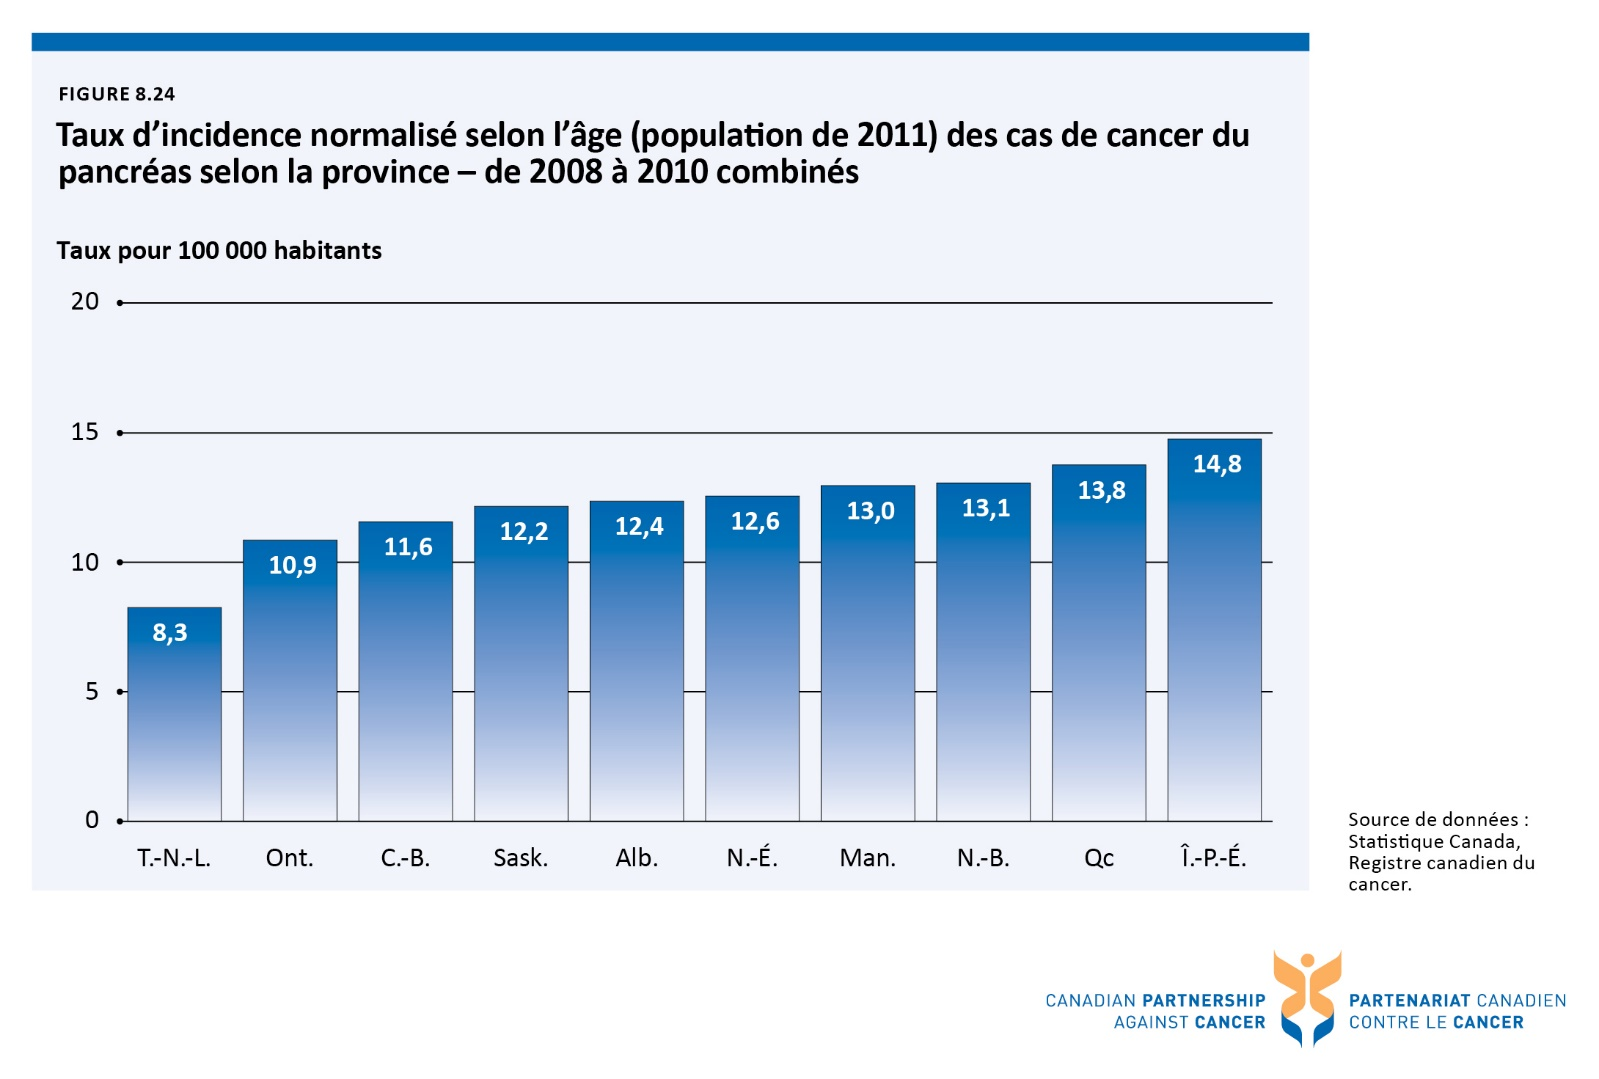 FIGURE 8.24
Taux d’incidence normalisé selon l’âge (population de 2011) des cas de cancer du
pancréas selon la province – de 2008 à 2010 combinés
Taux pour 100 000 habitants
20
15
10
5
0
8,3
10,9
11,6
12,2
12,4
12,6
13,0
13,1
13,8
14,8
T.-N.-L.
Ont.
C.-B.
Sask.
Alb.
N.-É.
Man.
N.-B.
Qc
Î.-P.-É.
Source de données :
Statistique Canada,
Registre canadien du
cancer.
CANADIAN PARTNERSHIP
AGAINST CANCER
PARTENARIAT CANADIEN
CONTRE LE CANCER